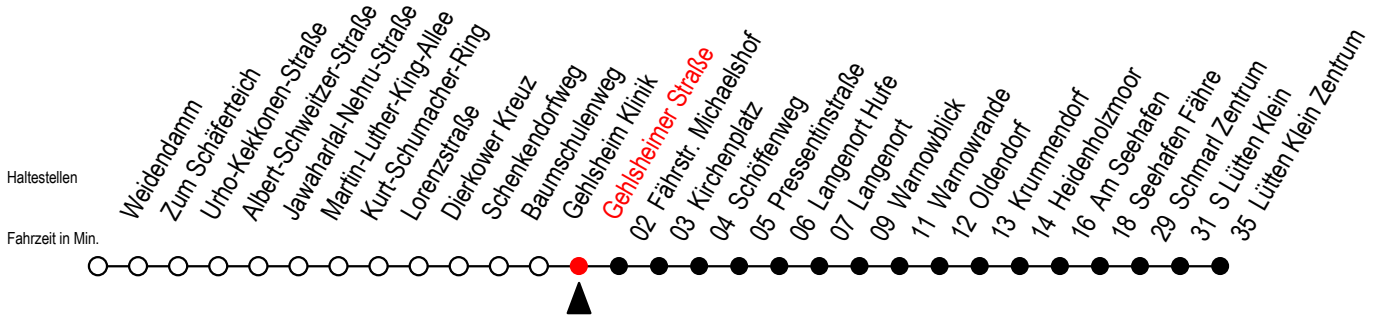 Haltestellen
Fahrzeit in Min.
Weidendamm
Zum Schäferteich
Urho-Kekkonen-Straße
Albert-Schweitzer-Straße
Jawaharlal-Nehru-Straße
Martin-Luther-King-Allee
Kurt-Schumacher-Ring
Lorenzstraße
Dierkower Kreuz
Schenkendorfweg
Baumschulenweg
Gehlsheim Klinik
Gehlsheimer Straße
02 Fährstr. Michaelshof
03 Kirchenplatz
04 Schöffenweg
05 Pressentinstraße
06 Langenort Hufe
07 Langenort
09 Warnowblick
11 Warnowrande
12 Oldendorf
13 Krummendorf
14 Heidenholzmoor
16 Am Seehafen
18 Seehafen Fähre
29 Schmarl Zentrum
31 S Lütten Klein
35 Lütten Klein Zentrum